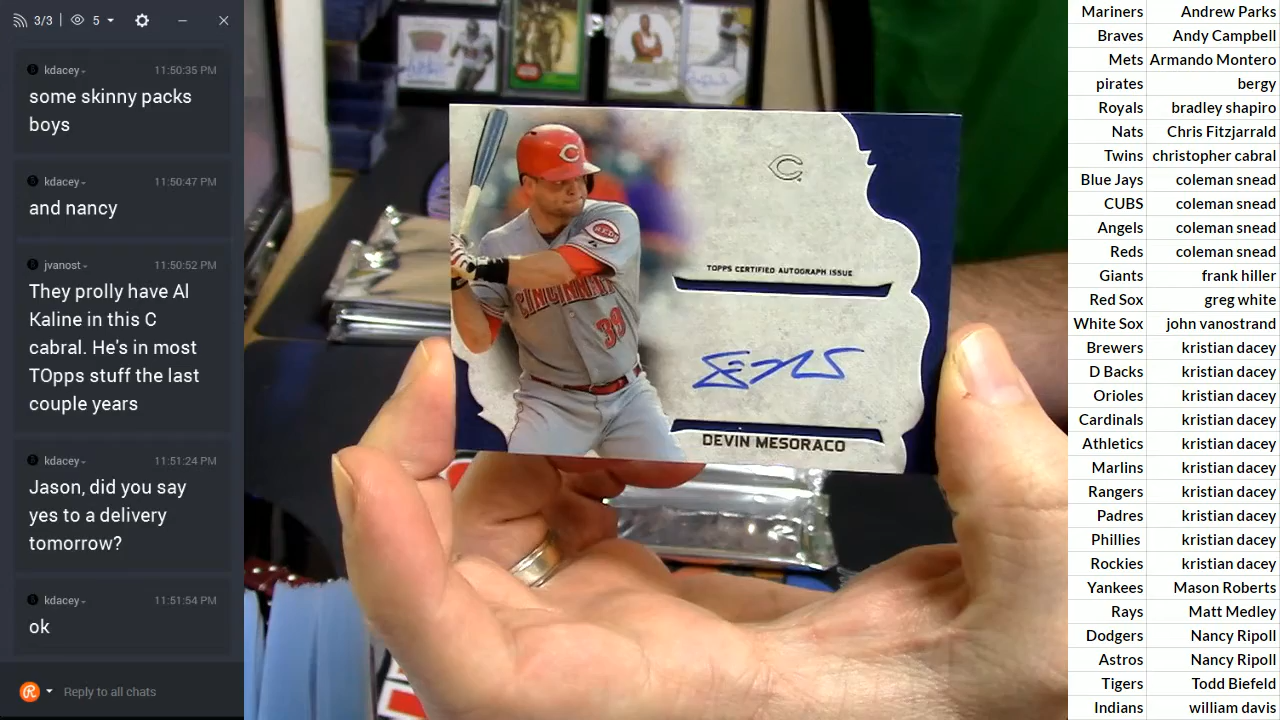 3/3
5
kdacey
11:50:35 PM
some skinny packs
boys
kdacey
11:50:47 PM
and nancy
jvanost
11:50:52 PM
They prolly have Al
Kaline in this C
cabral. He's in most
TOpps stuff the last
couple years
kdacey
11:51:24 PM
Jason, did you say
yes to a delivery
tomorrow?
kdacey
11:51:54 PM
ok
Reply to all chats
C
C
REDS
CINCINNATI
39
TOPPS CERTIFIED AUTOGRAPH ISSUE
DEVIN MESORACO
Mariners Andrew Parks
Braves Andy Campbell
Mets Armando Montero
pirates bergy
Royals bradley shapiro
Nats Chris Fitzjarrald
Twins christopher cabral
Blue Jays coleman snead
CUBS coleman snead
Angels coleman snead
Reds coleman snead
Giants frank hiller
Red Sox greg white
White Sox john vanostrand
Brewers kristian dacey
D Backs kristian dacey
Orioles kristian dacey
Cardinals kristian dacey
Athletics kristian dacey
Marlins kristian dacey
Rangers kristian dacey
Padres kristian dacey
Phillies kristian dacey
Rockies kristian dacey
Yankees Mason Roberts
Rays Matt Medley
Dodgers Nancy Ripoll
Astros Nancy Ripoll
Tigers Todd Biefeld
Indians william davis